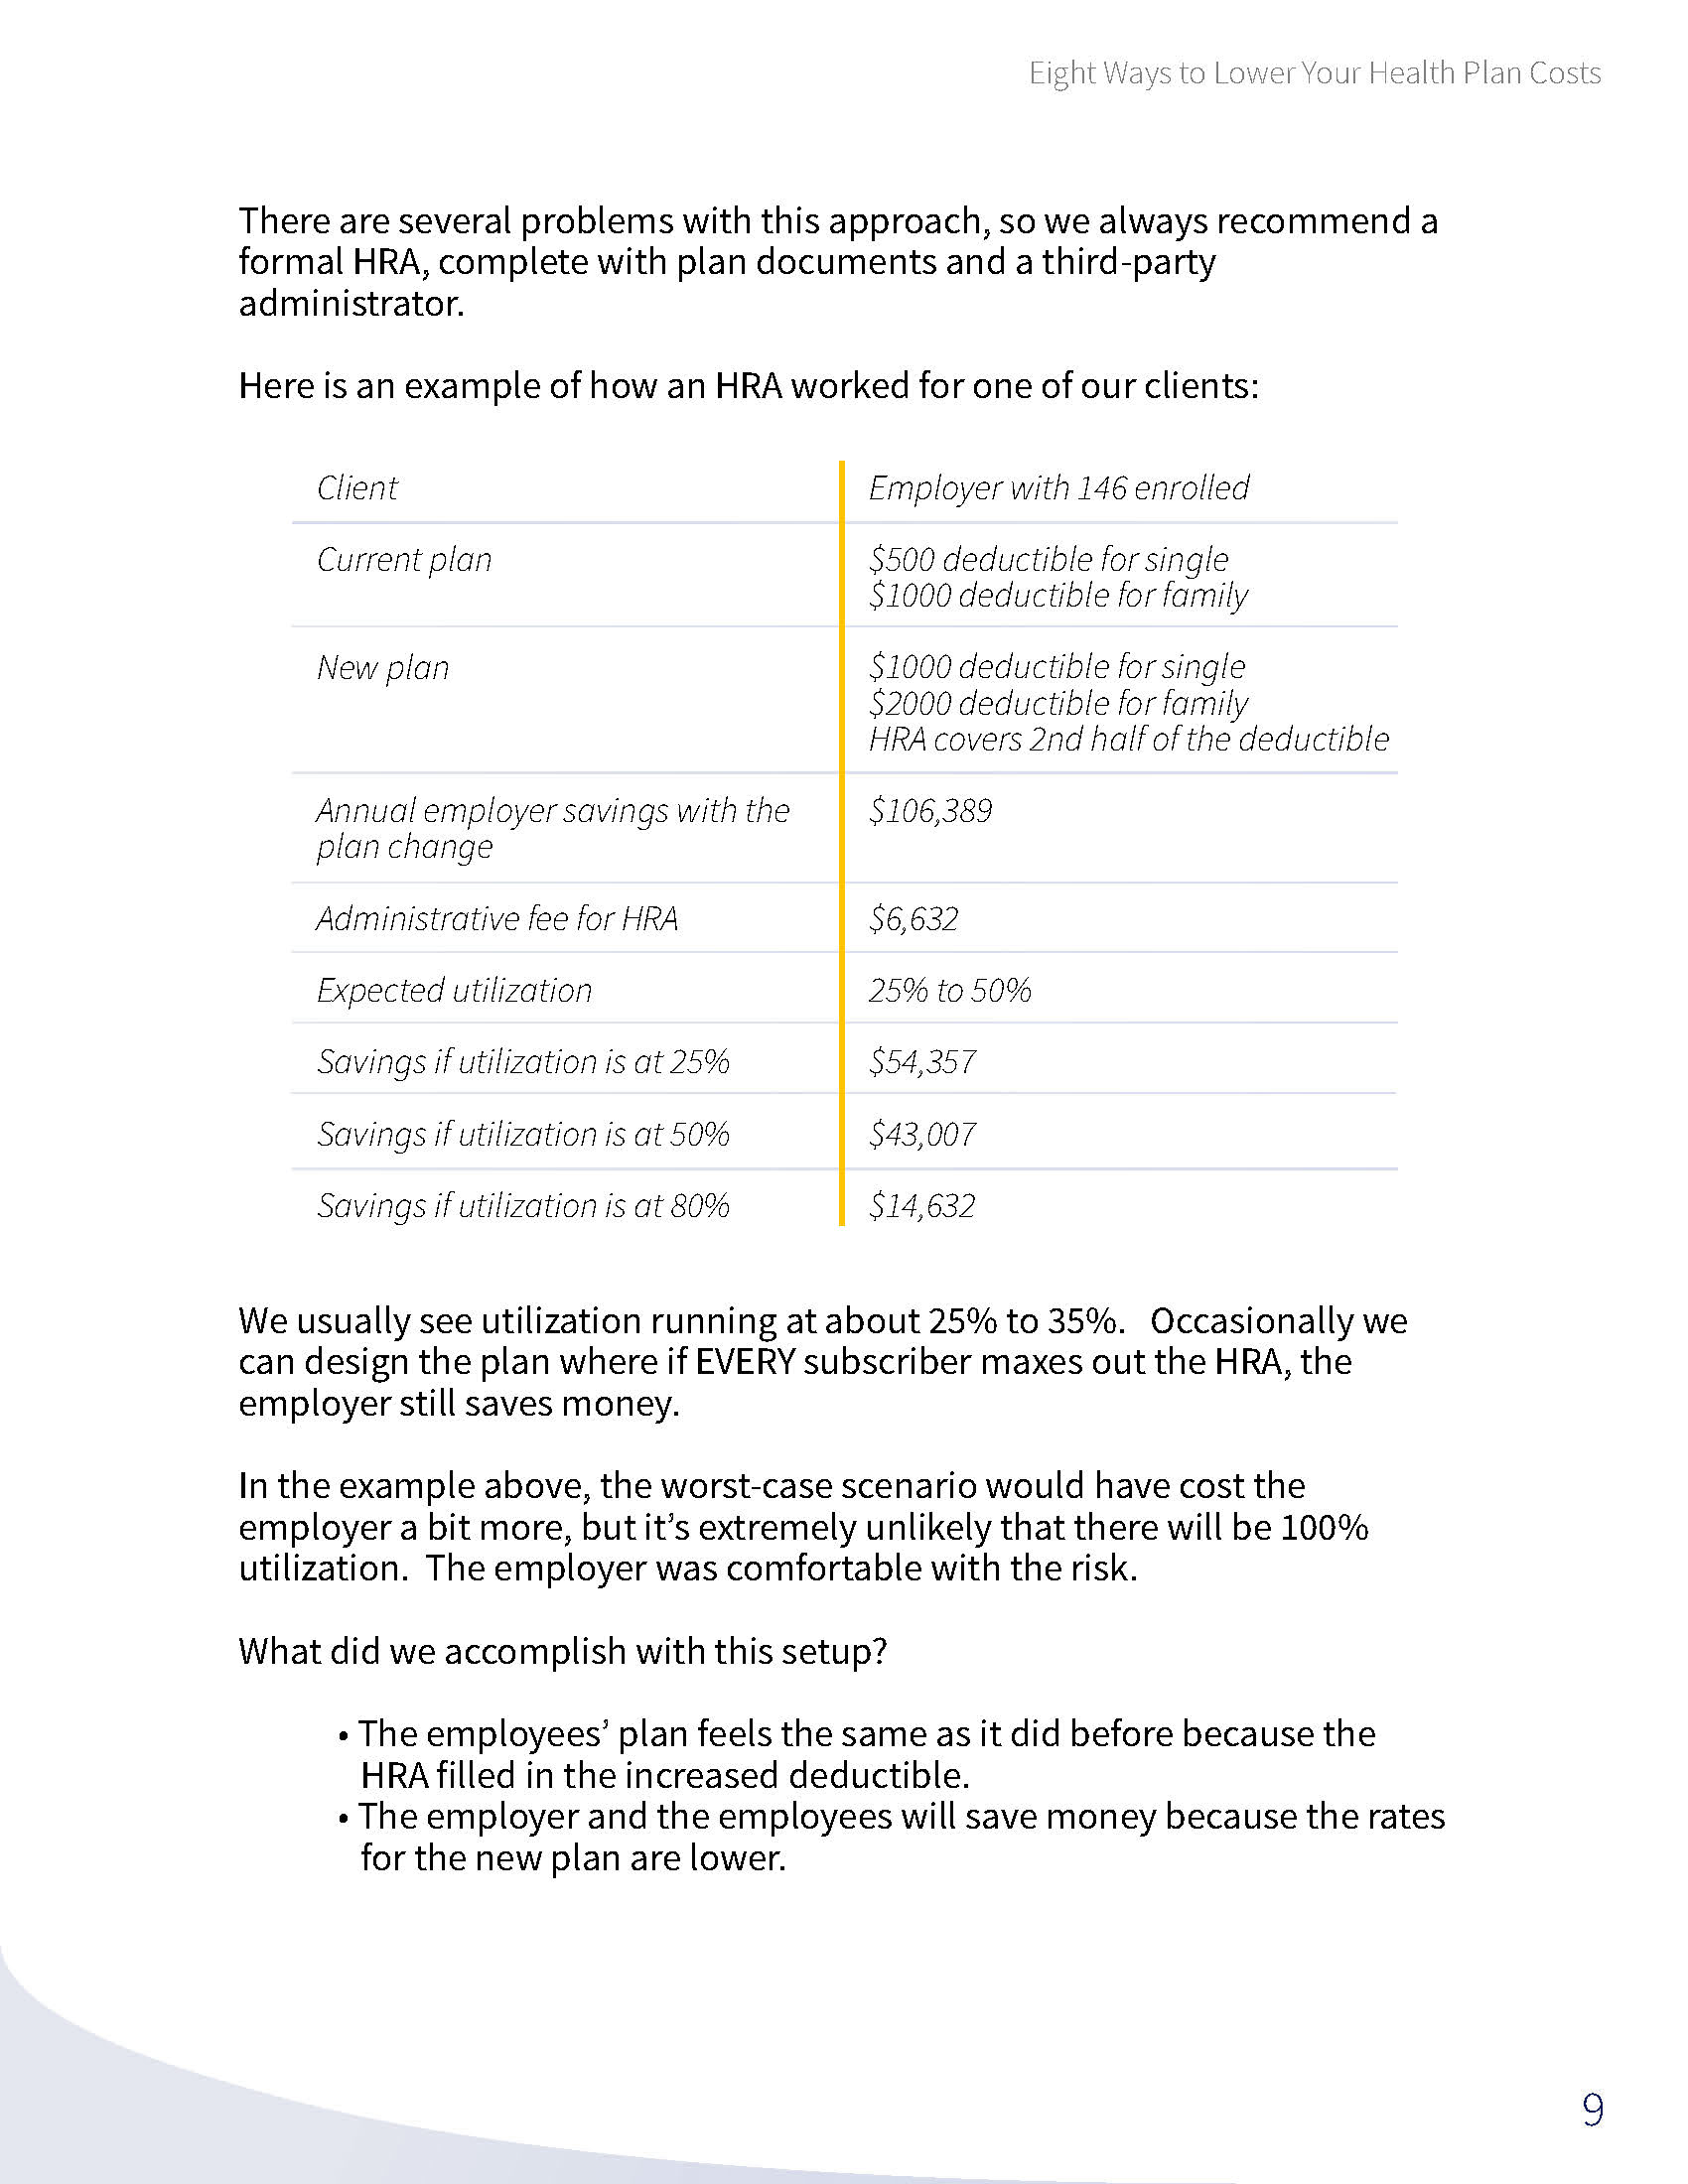 Eight Ways to Lower Your Health Plan Costs
There are several problems with this approach, so we always recommend a
formal HRA, complete with plan documents and a third-party
administrator.
Here is an example of how an HRA worked for one of our clients:
Client
Employer with 146 enrolled
Current plan
$500 deductible for single
$1000 deductible for family
New plan
$1000 deductible for single
$2000 deductible for family
HRA covers 2nd half of the deductible
Annual employer savings with the
plan change
$106,389
Administrative fee for HRA
$6,632
Expected utilization
25% to 50%
Savings if utilization is at 25%
$54,357
Savings if utilization is at 50%
$43,007
Savings if utilization is at 80%
$14,632
We usually see utilization running at about 25% to 35%.   Occasionally we
can design the plan where if EVERY subscriber maxes out the HRA, the
employer still saves money.
In the example above, the worst-case scenario would have cost the
employer a bit more, but it’s extremely unlikely that there will be 100%
utilization.  The employer was comfortable with the risk.
What did we accomplish with this setup?
• The employees’ plan feels the same as it did before because the
HRA filled in the increased deductible.
• The employer and the employees will save money because the rates
for the new plan are lower.
9